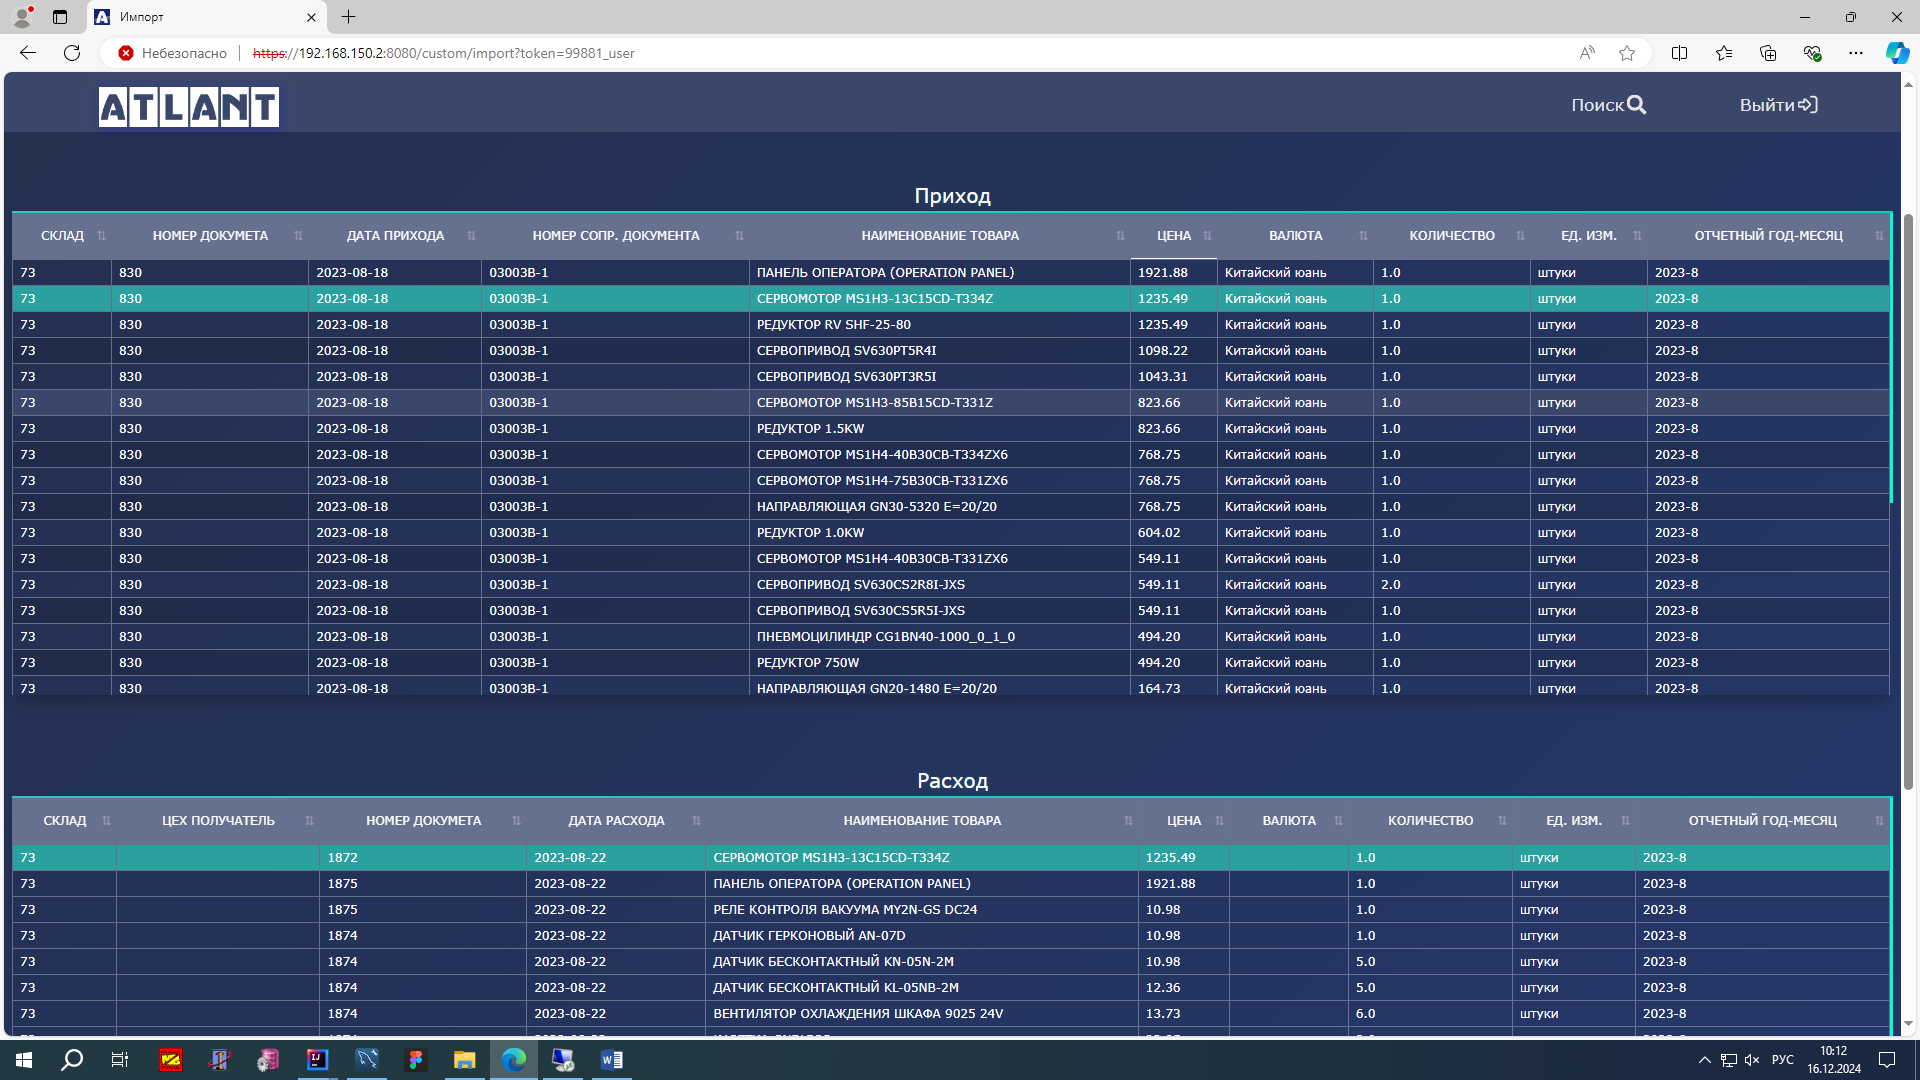 Импорт
Небезопасно https://192.168.150.2:8080/custom/import?token=99881_user
ATLANT Поиск Выйти
Приход
СКЛАД НОМЕР ДОКУМЕТА ДАТА ПРИХОДА НОМЕР СОПР. ДОКУМЕНТА НАИМЕНОВАНИЕ ТОВАРА ЦЕНА ВАЛЮТА КОЛИЧЕСТВО ЕД. ИЗМ. ОТЧЕТНЫЙ ГОД-МЕСЯЦ
73 830 2023-08-18 03003B-1 ПАНЕЛЬ ОПЕРАТОРА (OPERATION PANEL) 1921.88 Китайский юань 1.0 штуки 2023-8
73 830 2023-08-18 03003B-1 СЕРВОМОТОР MS1H3-13C15CD-T334Z 1235.49 Китайский юань 1.0 штуки 2023-8
73 830 2023-08-18 03003B-1 РЕДУКТОР RV SHF-25-80 1235.49 Китайский юань 1.0 штуки 2023-8
73 830 2023-08-18 03003B-1 СЕРВОПРИВОД SV630PT5R4I 1098.22 Китайский юань 1.0 штуки 2023-8
73 830 2023-08-18 03003B-1 СЕРВОПРИВОД SV630PT3R5I 1043.31 Китайский юань 1.0 штуки 2023-8
73 830 2023-08-18 03003B-1 СЕРВОМОТОР MS1H3-85B15CD-T331Z 823.66 Китайский юань 1.0 штуки 2023-8
73 830 2023-08-18 03003B-1 РЕДУКТОР 1.5KW 823.66 Китайский юань 1.0 штуки 2023-8
73 830 2023-08-18 03003B-1 СЕРВОМОТОР MS1H4-40B30CB-T334ZX6 768.75 Китайский юань 1.0 штуки 2023-8
73 830 2023-08-18 03003B-1 СЕРВОМОТОР MS1H4-75B30CB-T331ZX6 768.75 Китайский юань 1.0 штуки 2023-8
73 830 2023-08-18 03003B-1 НАПРАВЛЯЮЩАЯ GN30-5320 E=20/20 768.75 Китайский юань 1.0 штуки 2023-8
73 830 2023-08-18 03003B-1 РЕДУКТОР 1.0KW 604.02 Китайский юань 1.0 штуки 2023-8
73 830 2023-08-18 03003B-1 СЕРВОМОТОР MS1H4-40B30CB-T331ZX6 549.11 Китайский юань 1.0 штуки 2023-8
73 830 2023-08-18 03003B-1 СЕРВОПРИВОД SV630CS2R8I-JXS 549.11 Китайский юань 2.0 штуки 2023-8
73 830 2023-08-18 03003B-1 СЕРВОПРИВОД SV630CS5R5I-JXS 549.11 Китайский юань 1.0 штуки 2023-8
73 830 2023-08-18 03003B-1 ПНЕВМОЦИЛИНДР CG1BN40-1000_0_1_0 494.20 Китайский юань 1.0 штуки 2023-8
73 830 2023-08-18 03003B-1 РЕДУКТОР 750W 494.20 Китайский юань 1.0 штуки 2023-8
73 830 2023-08-18 03003B-1 НАПРАВЛЯЮЩАЯ GN20-1480 E=20/20 164.73 Китайский юань 1.0 штуки 2023-8
Расход
СКЛАД ЦЕХ ПОЛУЧАТЕЛЬ НОМЕР ДОКУМЕТА ДАТА РАСХОДА НАИМЕНОВАНИЕ ТОВАРА ЦЕНА ВАЛЮТА КОЛИЧЕСТВО ЕД. ИЗМ. ОТЧЕТНЫЙ ГОД-МЕСЯЦ
73 1872 2023-08-22 СЕРВОМОТОР MS1H3-13C15CD-T334Z 1235.49 1.0 штуки 2023-8
73 1875 2023-08-22 ПАНЕЛЬ ОПЕРАТОРА (OPERATION PANEL) 1921.88 1.0 штуки 2023-8
73 1875 2023-08-22 РЕЛЕ КОНТРОЛЯ ВАКУУМА MY2N-GS DC24 10.98 1.0 штуки 2023-8
73 1874 2023-08-22 ДАТЧИК ГЕРКОНОВЫЙ AN-07D 10.98 1.0 штуки 2023-8
73 1874 2023-08-22 ДАТЧИК БЕСКОНТАКТНЫЙ KN-05N-2M 10.98 5.0 штуки 2023-8
73 1874 2023-08-22 ДАТЧИК БЕСКОНТАКТНЫЙ KL-05NB-2M 12.36 5.0 штуки 2023-8
73 1874 2023-08-22 ВЕНТИЛЯТОР ОХЛАЖДЕНИЯ ШКАФА 9025 24V 13.73 6.0 штуки 2023-8
РУС 10:12
16.12.2024